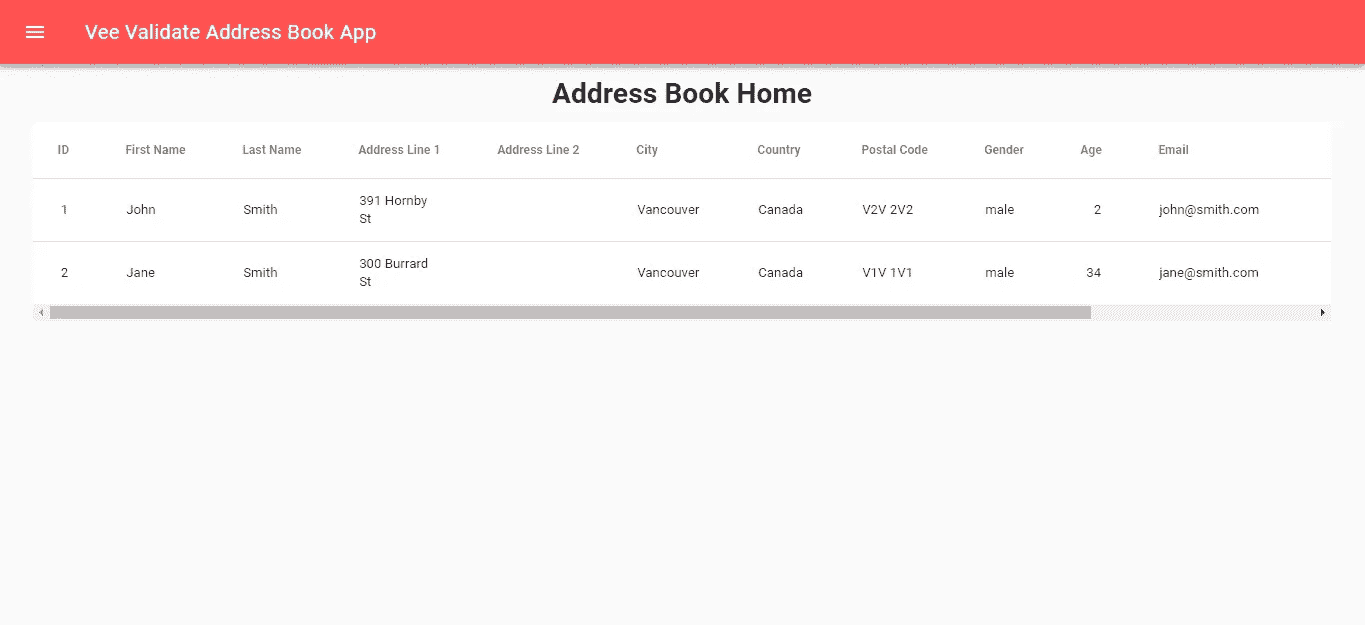 Vee Validate Address Book App
Address Book Home
ID First Name Last Name Address Line 1 Address Line 2 City Country Postal Code Gender Age Email
1 John Smith 391 Hornby St Vancouver Canada V2V 2V2 male 2 john@smith.com
2 Jane Smith 300 Burrard St Vancouver Canada V1V 1V1 male 34 jane@smith.com